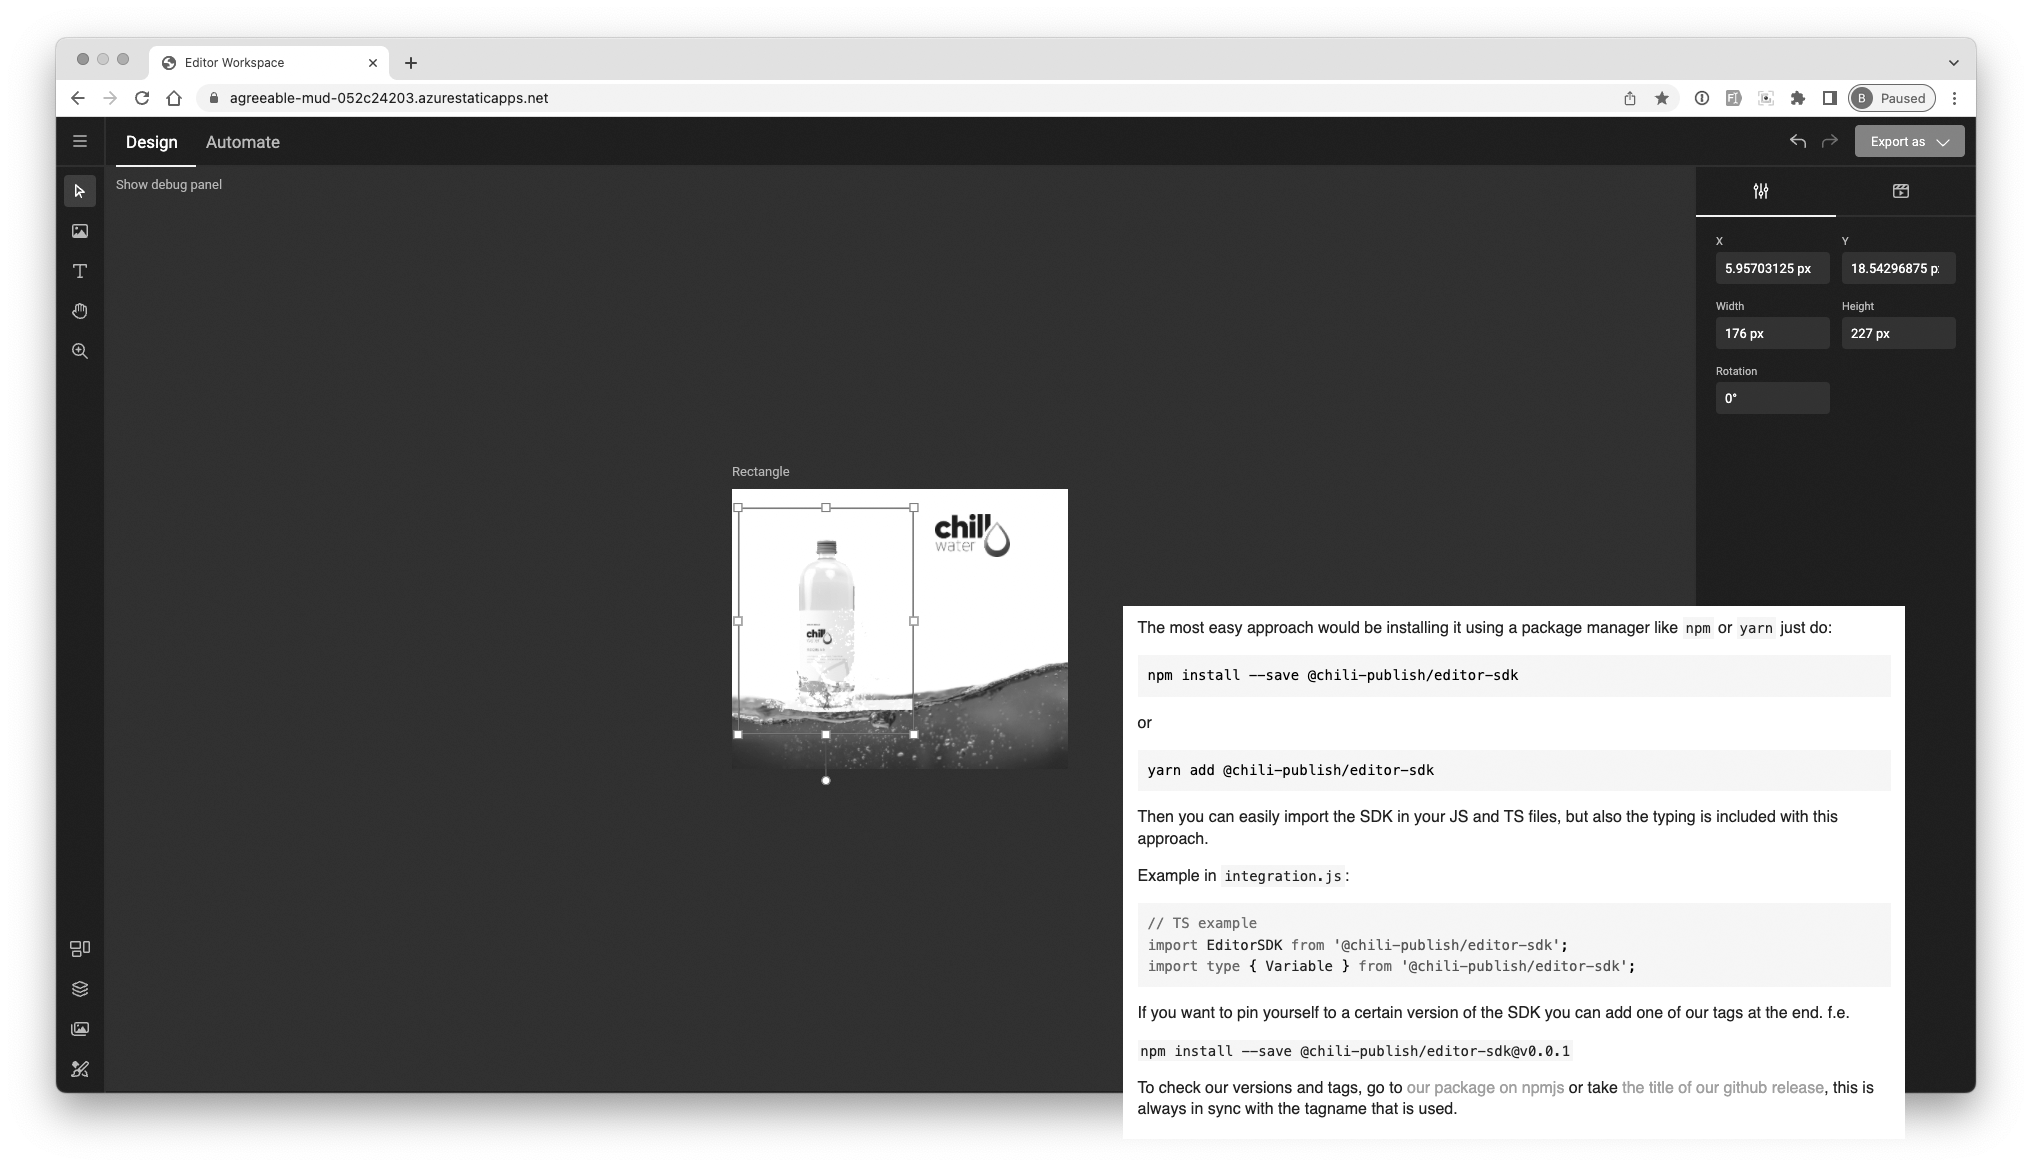 Editor Workspace
agreeable-mud-052c24203.azurestaticapps.net
B Paused
Design Automate
Export as
Show debug panel
X Y
5.95703125 px 18.54296875 p
Width Height
176 px 227 px
Rotation
0°
Rectangle
chill
water
chill
The most easy approach would be installing it using a package manager like npm or yarn just do:
npm install --save @chili-publish/editor-sdk
or
yarn add @chili-publish/editor-sdk
Then you can easily import the SDK in your JS and TS files, but also the typing is included with this
approach.
Example in integration.js:
// TS example
import EditorSDK from '@chili-publish/editor-sdk';
import type { Variable } from '@chili-publish/editor-sdk';
If you want to pin yourself to a certain version of the SDK you can add one of our tags at the end. f.e.
npm install --save @chili-publish/editor-sdk@v0.0.1
To check our versions and tags, go to our package on npmjs or take the title of our github release, this is
always in sync with the tagname that is used.